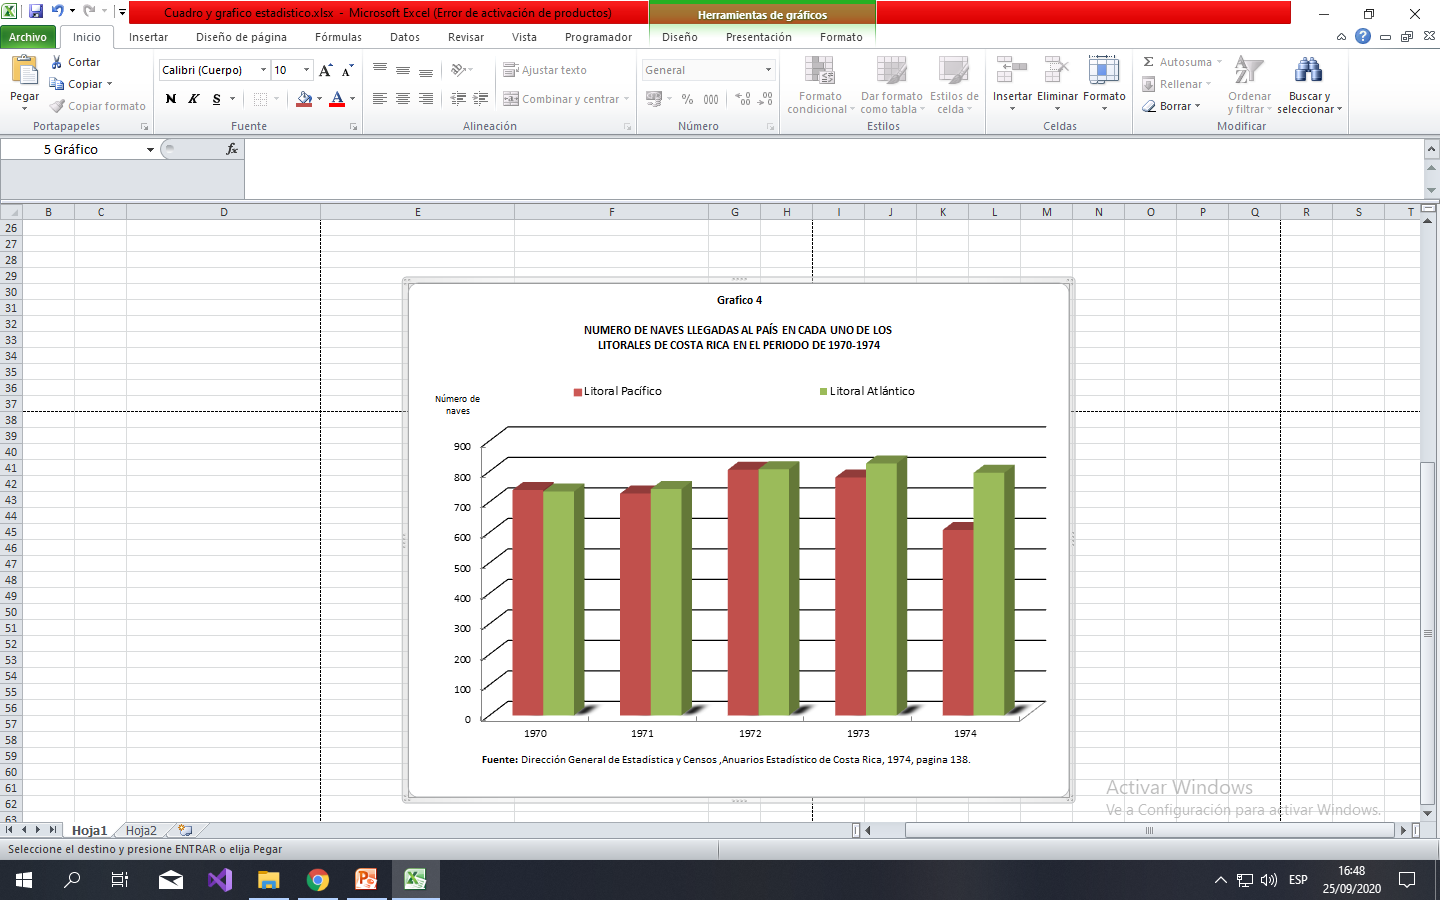 Cuadro y grafico estadistico.xlsx - Microsoft Excel (Error de activación de productos)
Herramientas de gráficos
Archivo Inicio Insertar Diseño de página Fórmulas Datos Revisar Vista Programador Diseño Presentación Formato
Cortar
Copiar
Copiar formato
Pegar
Portapapeles
Calibri (Cuerpo) 10
N K S
Fuente
Ajustar texto
Combinar y centrar
Alineación
General
% 000
Número
Formato condicional
Dar formato como tabla
Estilos de celda
Estilos
Insertar Eliminar Formato
Celdas
Autosuma
Rellenar
Borrar
Ordenar y filtrar
Buscar y seleccionar
Modificar
5 Gráfico fx
B C D E F G H I J K L M N O P Q R S T
26
27
28
29
30
31
32
33
34
35
36
37
38
39
40
41
42
43
44
45
46
47
48
49
50
51
52
53
54
55
56
57
58
59
60
61
62
63
Grafico 4
NUMERO DE NAVES LLEGADAS AL PAÍS EN CADA UNO DE LOS
LITORALES DE COSTA RICA EN EL PERIODO DE 1970-1974
Litoral Pacífico Litoral Atlántico
Número de
naves
900
800
700
600
500
400
300
200
100
0
1970 1971 1972 1973 1974
Fuente: Dirección General de Estadística y Censos ,Anuarios Estadístico de Costa Rica, 1974, pagina 138.
Activar Windows
Ve a Configuración para activar Windows.
Hoja1 Hoja2
Seleccione el destino y presione ENTRAR o elija Pegar
ESP
16:48
25/09/2020